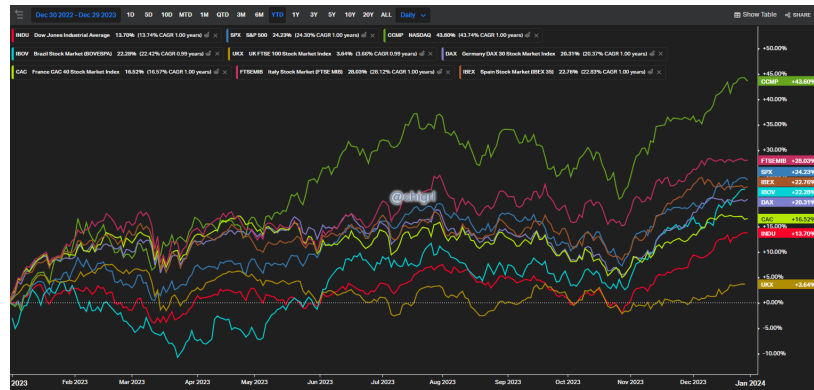 Dec 30 2022 - Dec 29 2023 1D 5D 10D MTD 1M QTD 3M 6M YTD 1Y 3Y 5Y 10Y 20Y ALL Daily Show Table SHARE
INDU Dow Jones Industrial Average 13.70% (13.74% CAGR 1.00 years) SPX S&P 500 24.23% (24.30% CAGR 1.00 years) CCMP NASDAQ 43.60% (43.74% CAGR 1.00 years)
IBOV Brazil Stock Market (BOVESPA) 22.28% (22.42% CAGR 0.99 years) UKX UK FTSE 100 Stock Market Index 3.64% (3.66% CAGR 0.99 years) DAX Germany DAX 30 Stock Market Index 20.31% (20.37% CAGR 1.00 years)
CAC France CAC 40 Stock Market Index 16.52% (16.57% CAGR 1.00 years) FTSEMIB Italy Stock Market (FTSE MIB) 28.03% (28.12% CAGR 1.00 years) IBEX Spain Stock Market (IBEX 35) 22.76% (22.83% CAGR 1.00 years)
+50.00%
+45.00%
CCMP +43.60%
+40.00%
+35.00%
+30.00%
FTSEMIB +28.03%
SPX +24.23%
IBEX +22.76%
IBOV +22.28%
DAX +20.31%
@chigrl
CAC +16.52%
+15.00%
INDU +13.70%
+10.00%
+5.00%
UKX +3.64%
+0.00%
-5.00%
-10.00%
2023 Feb 2023 Mar 2023 Apr 2023 May 2023 Jun 2023 Jul 2023 Aug 2023 Sep 2023 Oct 2023 Nov 2023 Dec 2023 Jan 2024